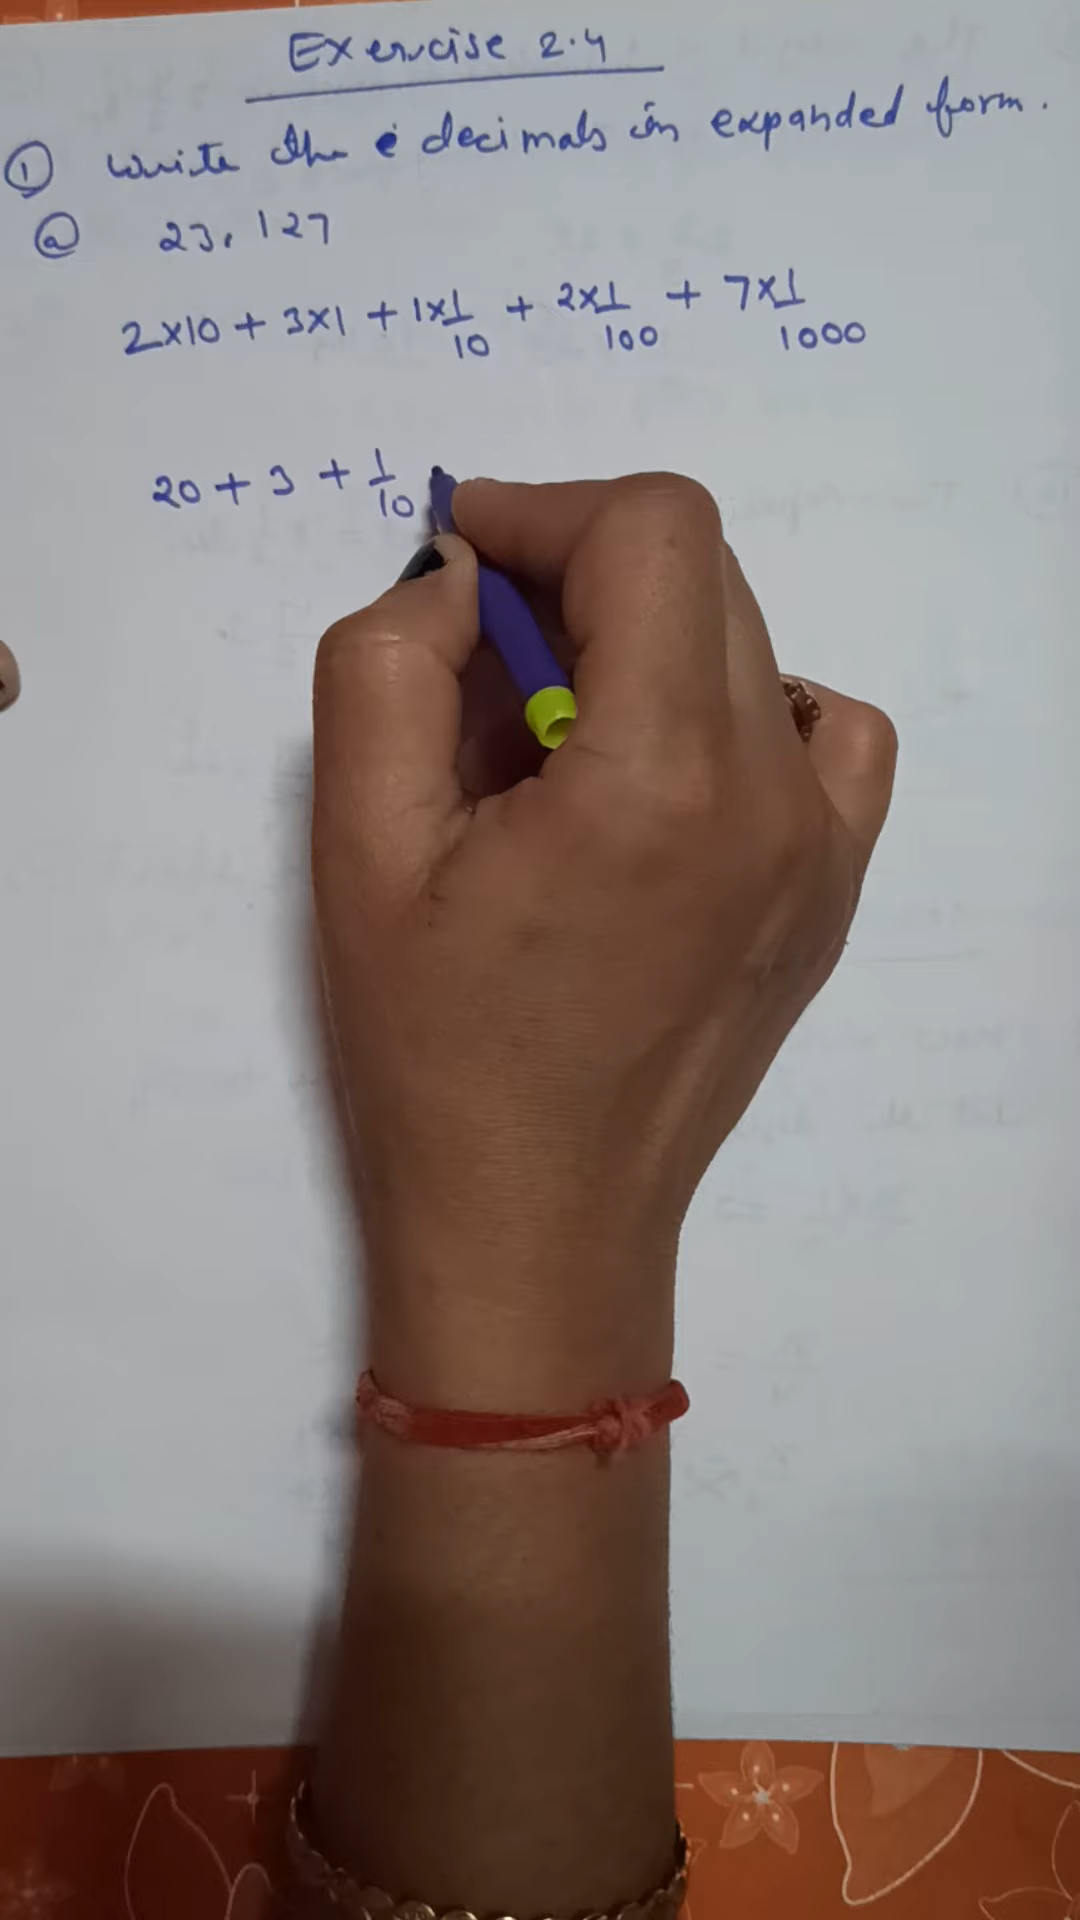 Exercise 2.4
① Write the e decimals in expanded form.
ⓐ 23.127
2×10 + 3×1 + 1×1/10 + 2×1/100 + 7×1/1000
20 + 3 + 1/10